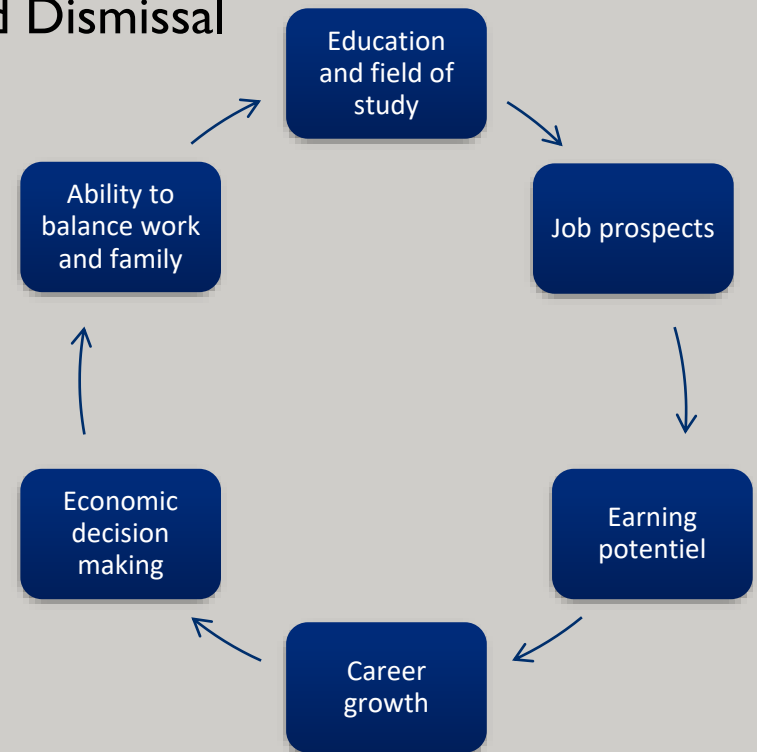 Dismissal
Education
and field of
study
Job prospects
Earning
potentiel
Career
growth
Economic
decision
making
Ability to
balance work
and family